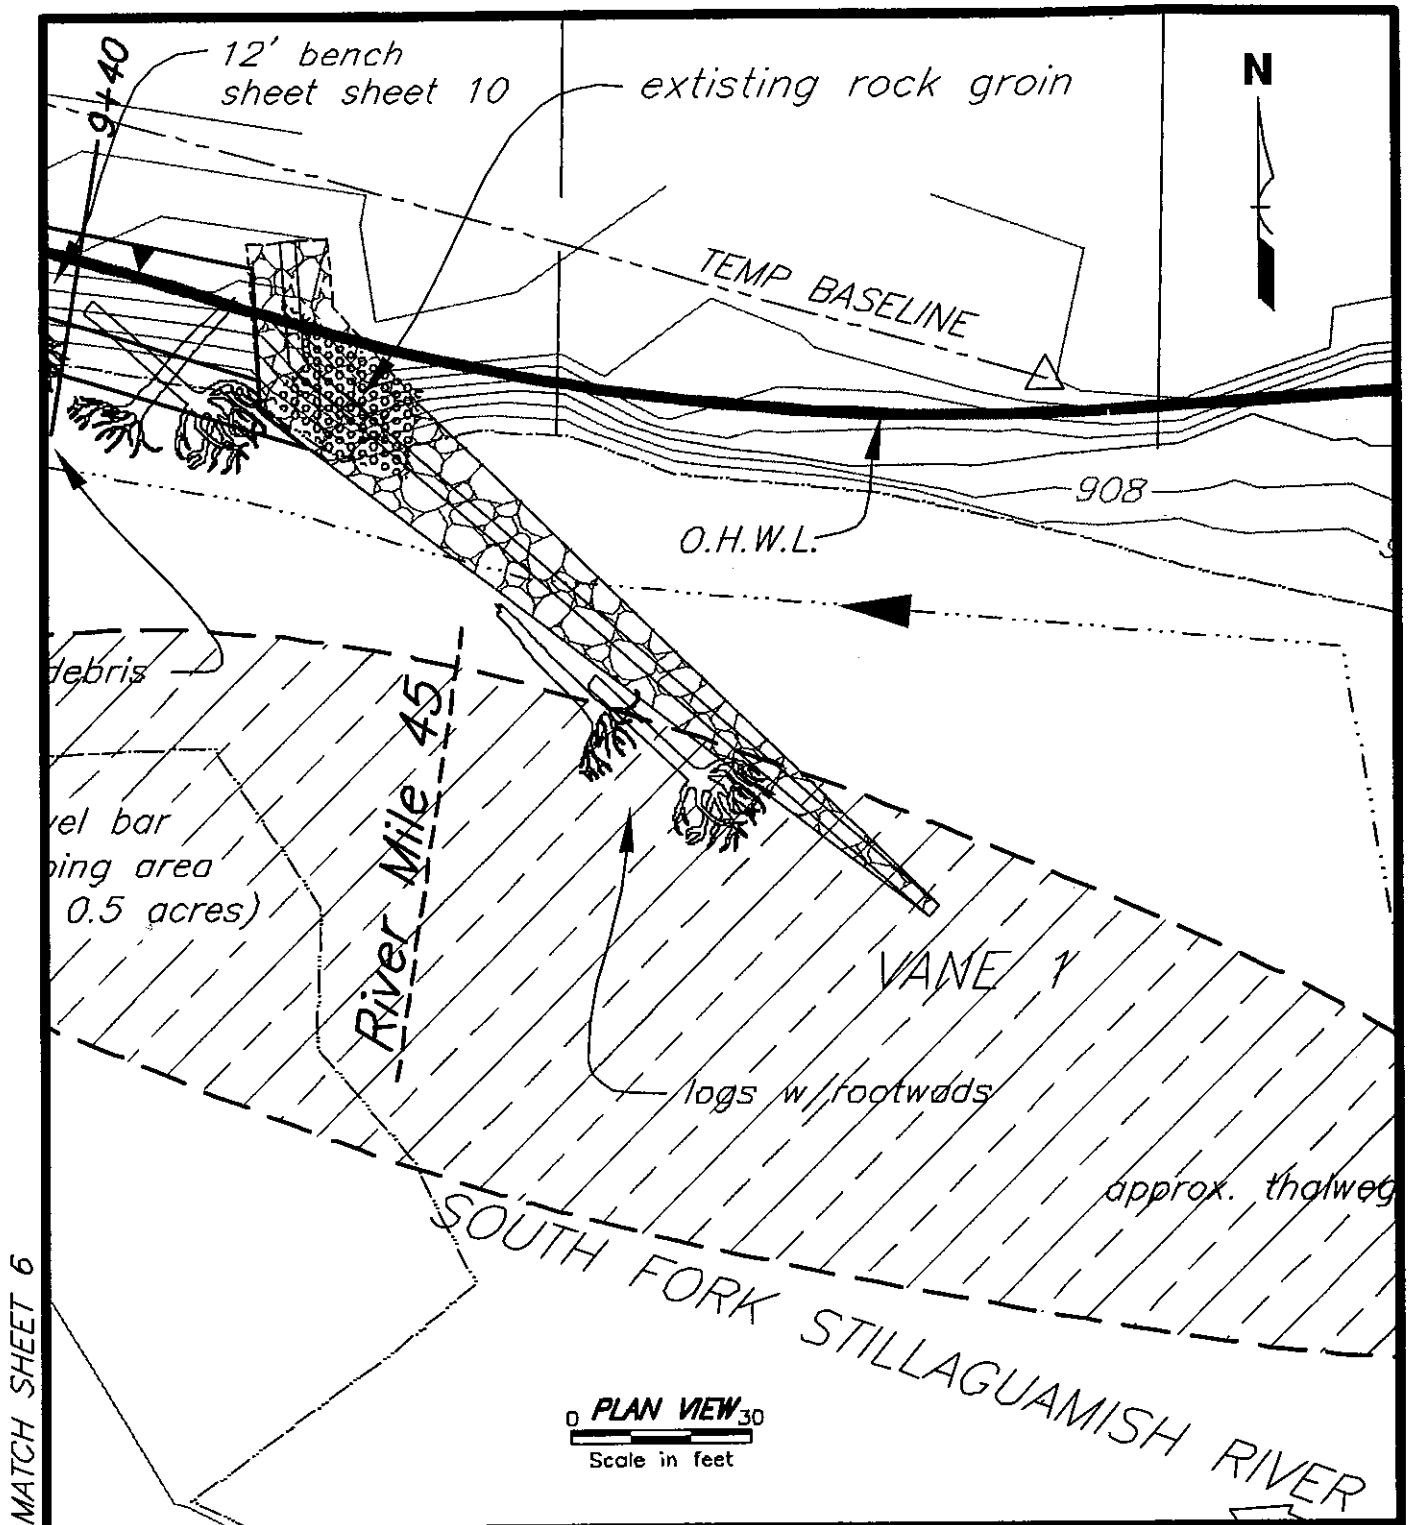 12' bench
sheet sheet 10
9+40
extisting rock groin
N
TEMP BASELINE
908
O.H.W.L.
debris
River Mile 45
vel bar
ping area
0.5 acres)
VANE 1
logs w/rootwads
approx. thalweg
SOUTH FORK STILLAGUAMISH RIVER
MATCH SHEET 6
0 PLAN VIEW 30
Scale in feet